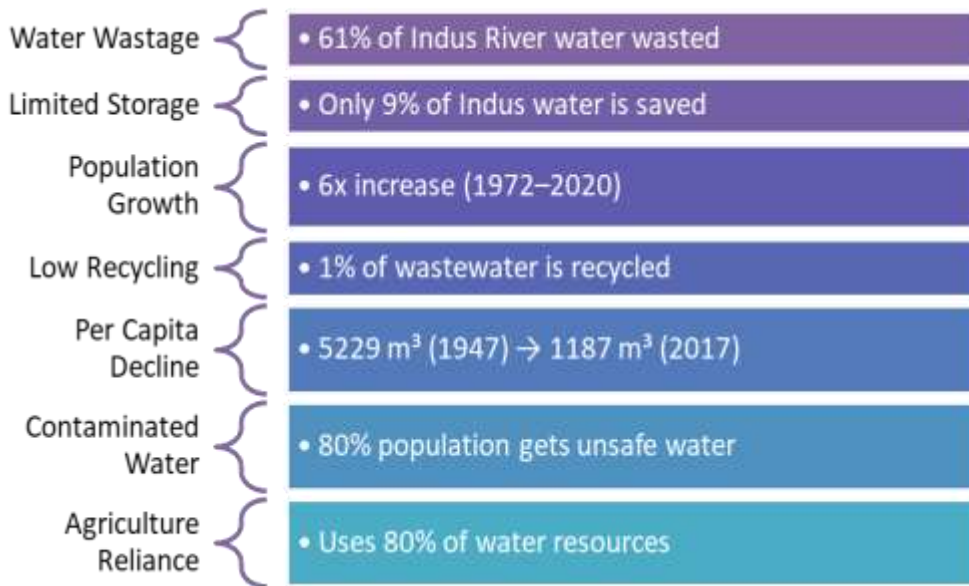 Water Wastage
• 61% of Indus River water wasted
Limited Storage
• Only 9% of Indus water is saved
Population
Growth
• 6x increase (1972–2020)
Low Recycling
• 1% of wastewater is recycled
Per Capita
Decline
• 5229 m³ (1947) → 1187 m³ (2017)
Contaminated
Water
• 80% population gets unsafe water
Agriculture
Reliance
• Uses 80% of water resources